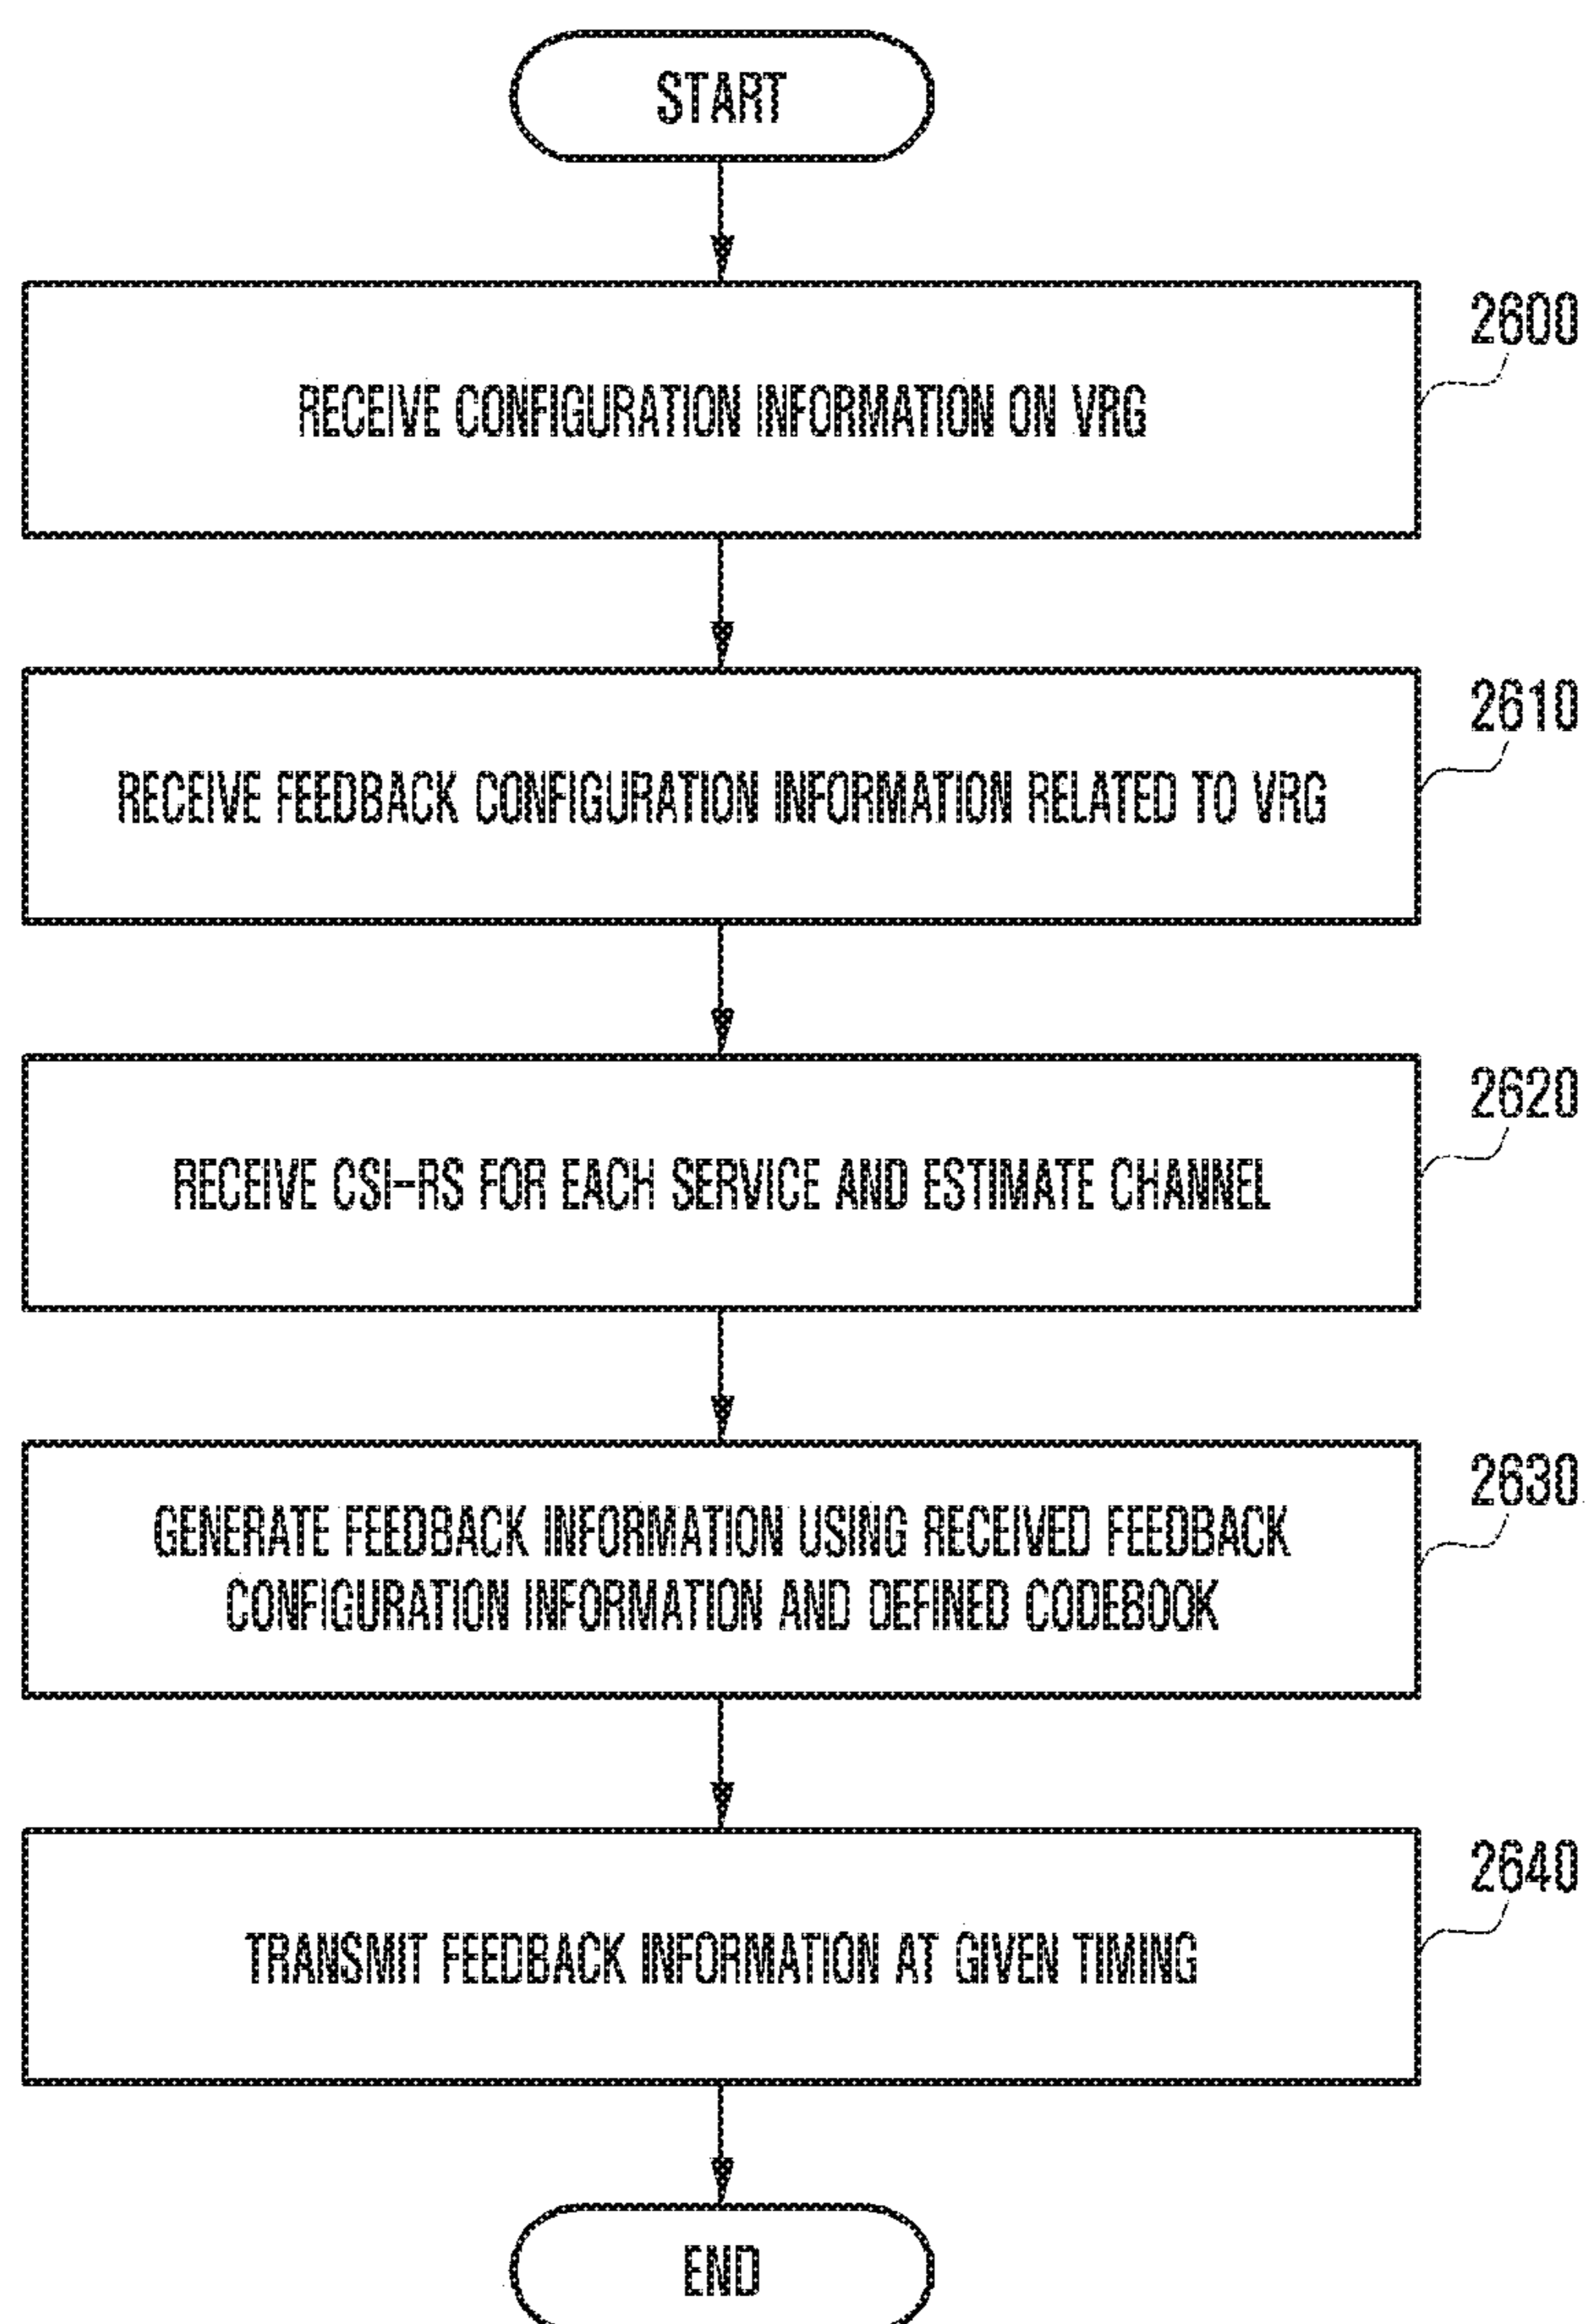 START
2600
RECEIVE CONFIGURATION INFORMATION ON VRG
2610
RECEIVE FEEDBACK CONFIGURATION INFORMATION RELATED TO VRG
2620
RECEIVE CSI-RS FOR EACH SERVICE AND ESTIMATE CHANNEL
2630
GENERATE FEEDBACK INFORMATION USING RECEIVED FEEDBACK
CONFIGURATION INFORMATION AND DEFINED CODEBOOK
2640
TRANSMIT FEEDBACK INFORMATION AT GIVEN TIMING
END